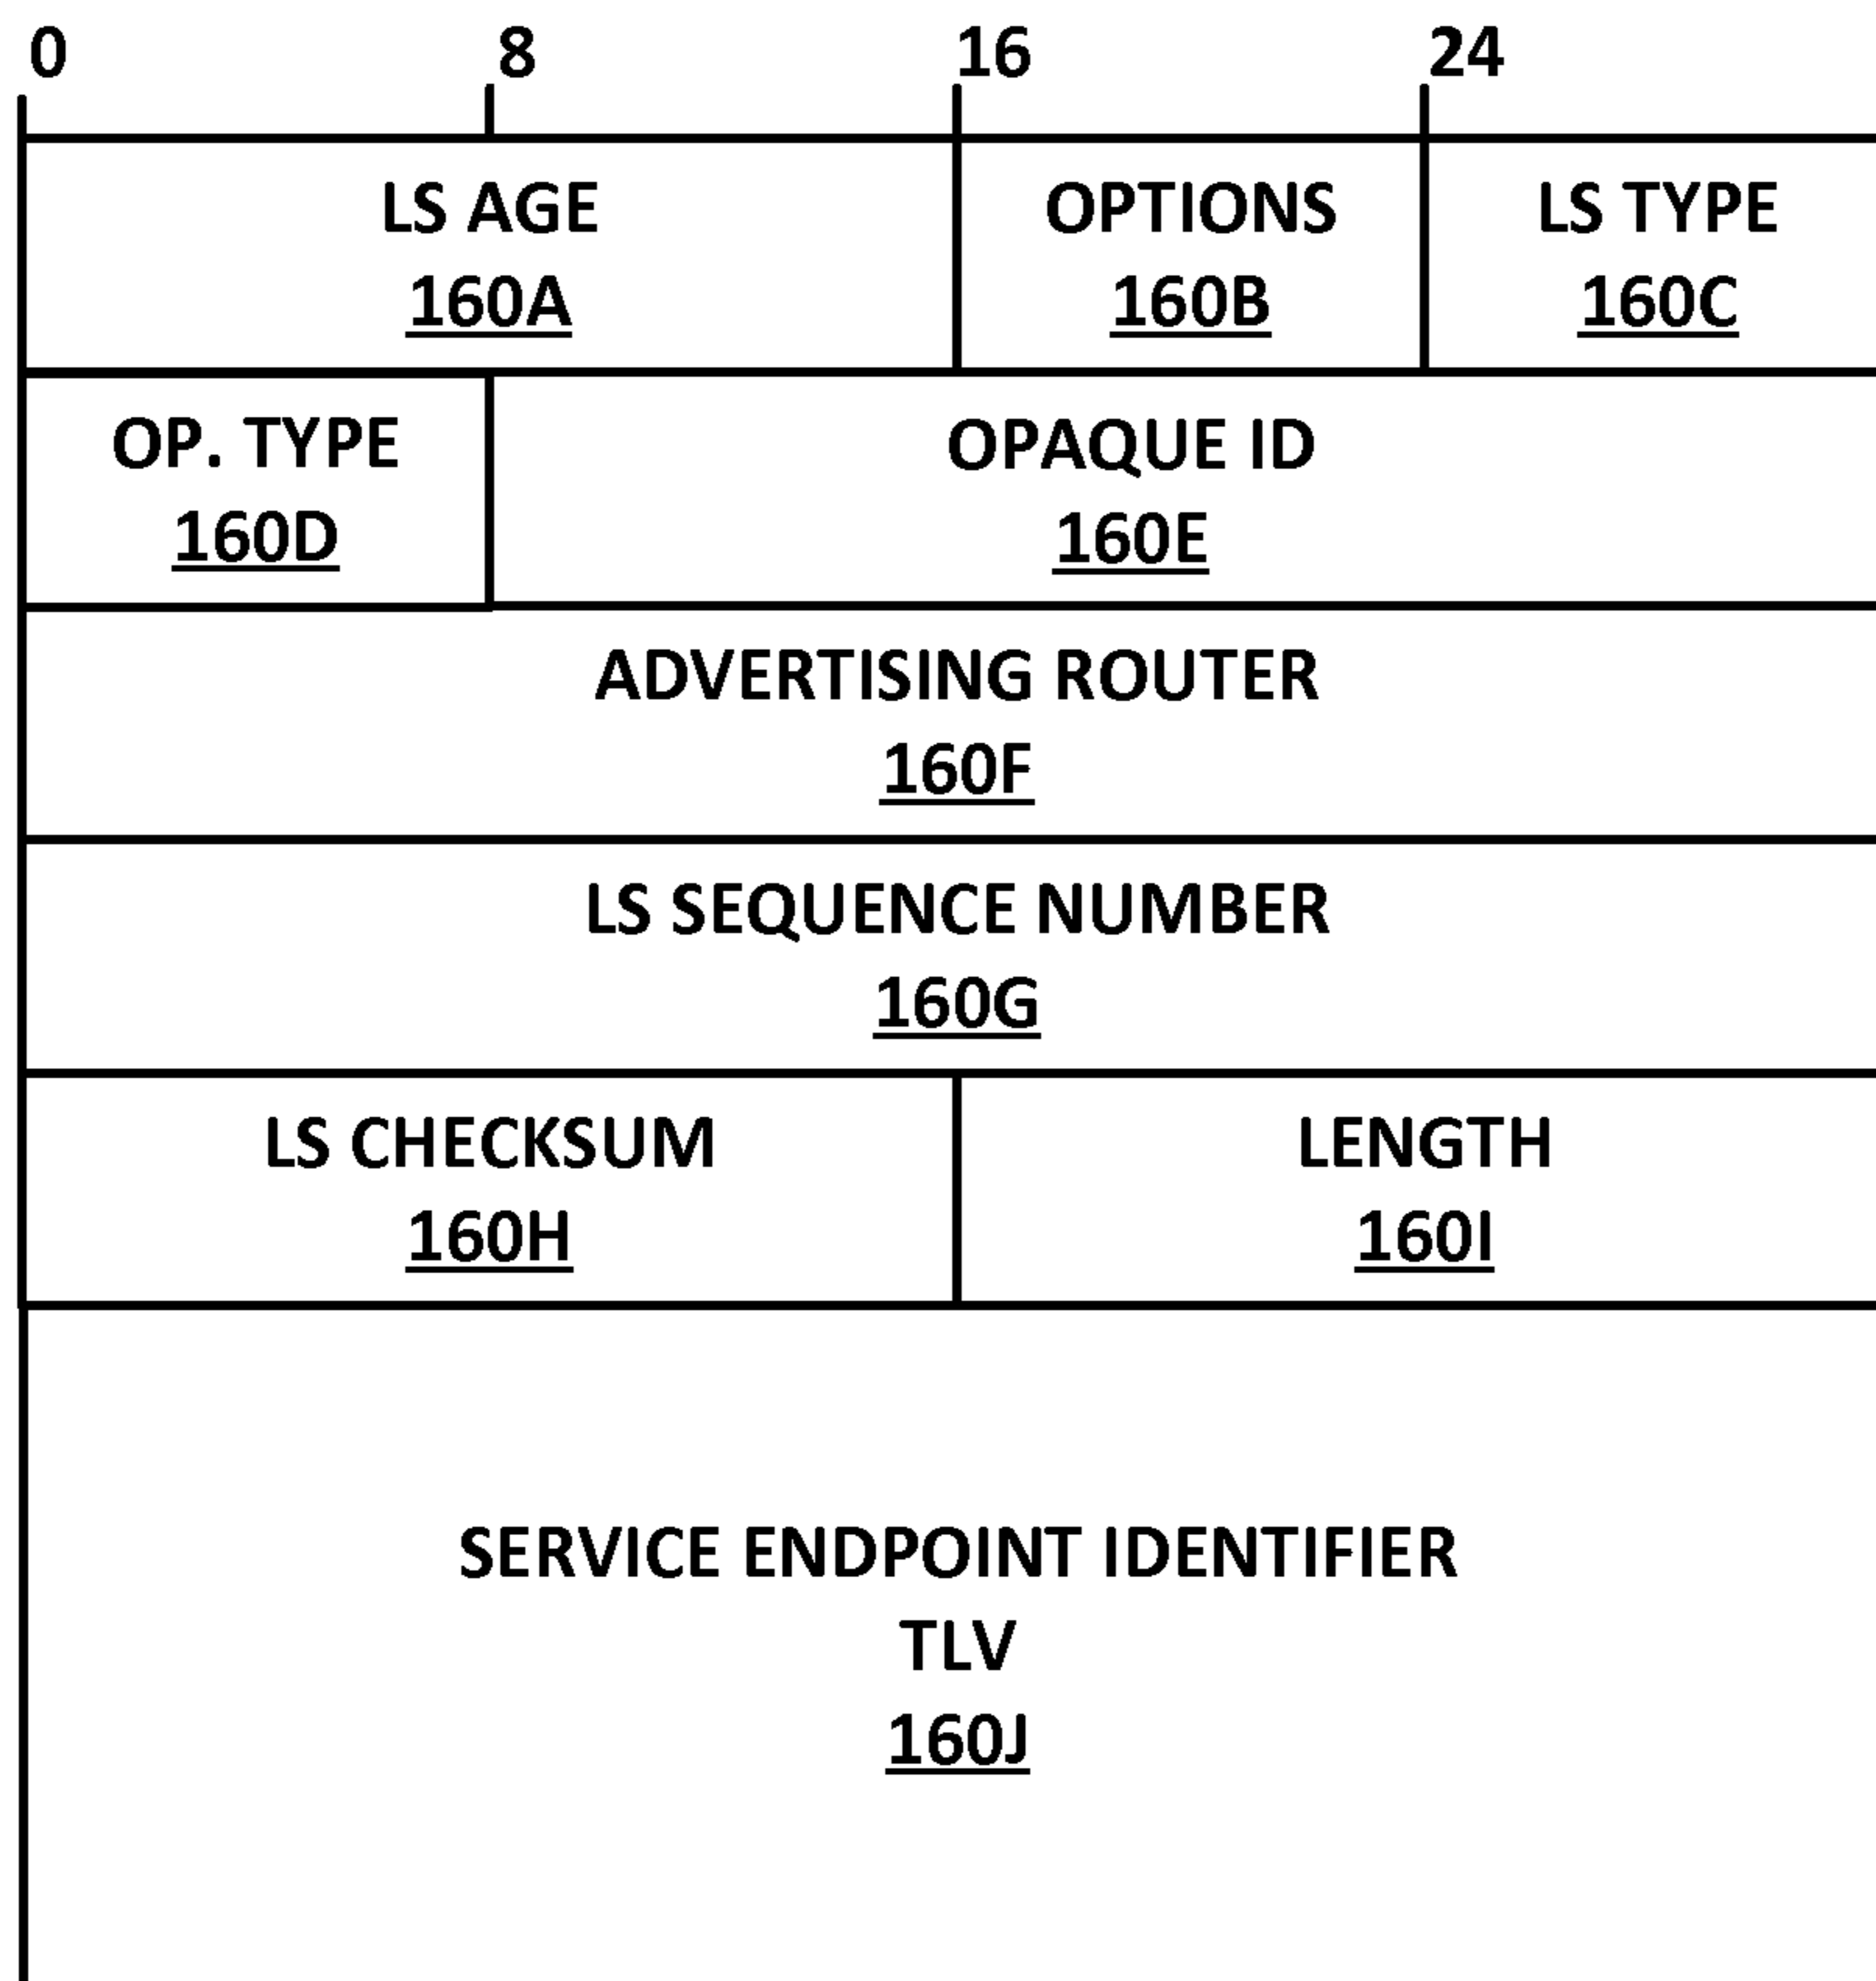 0 8 16 24
LS AGE OPTIONS LS TYPE
160A 160B 160C
OP. TYPE OPAQUE ID
160D 160E
ADVERTISING ROUTER
160F
LS SEQUENCE NUMBER
160G
LS CHECKSUM LENGTH
160H 160I
SERVICE ENDPOINT IDENTIFIER
TLV
160J